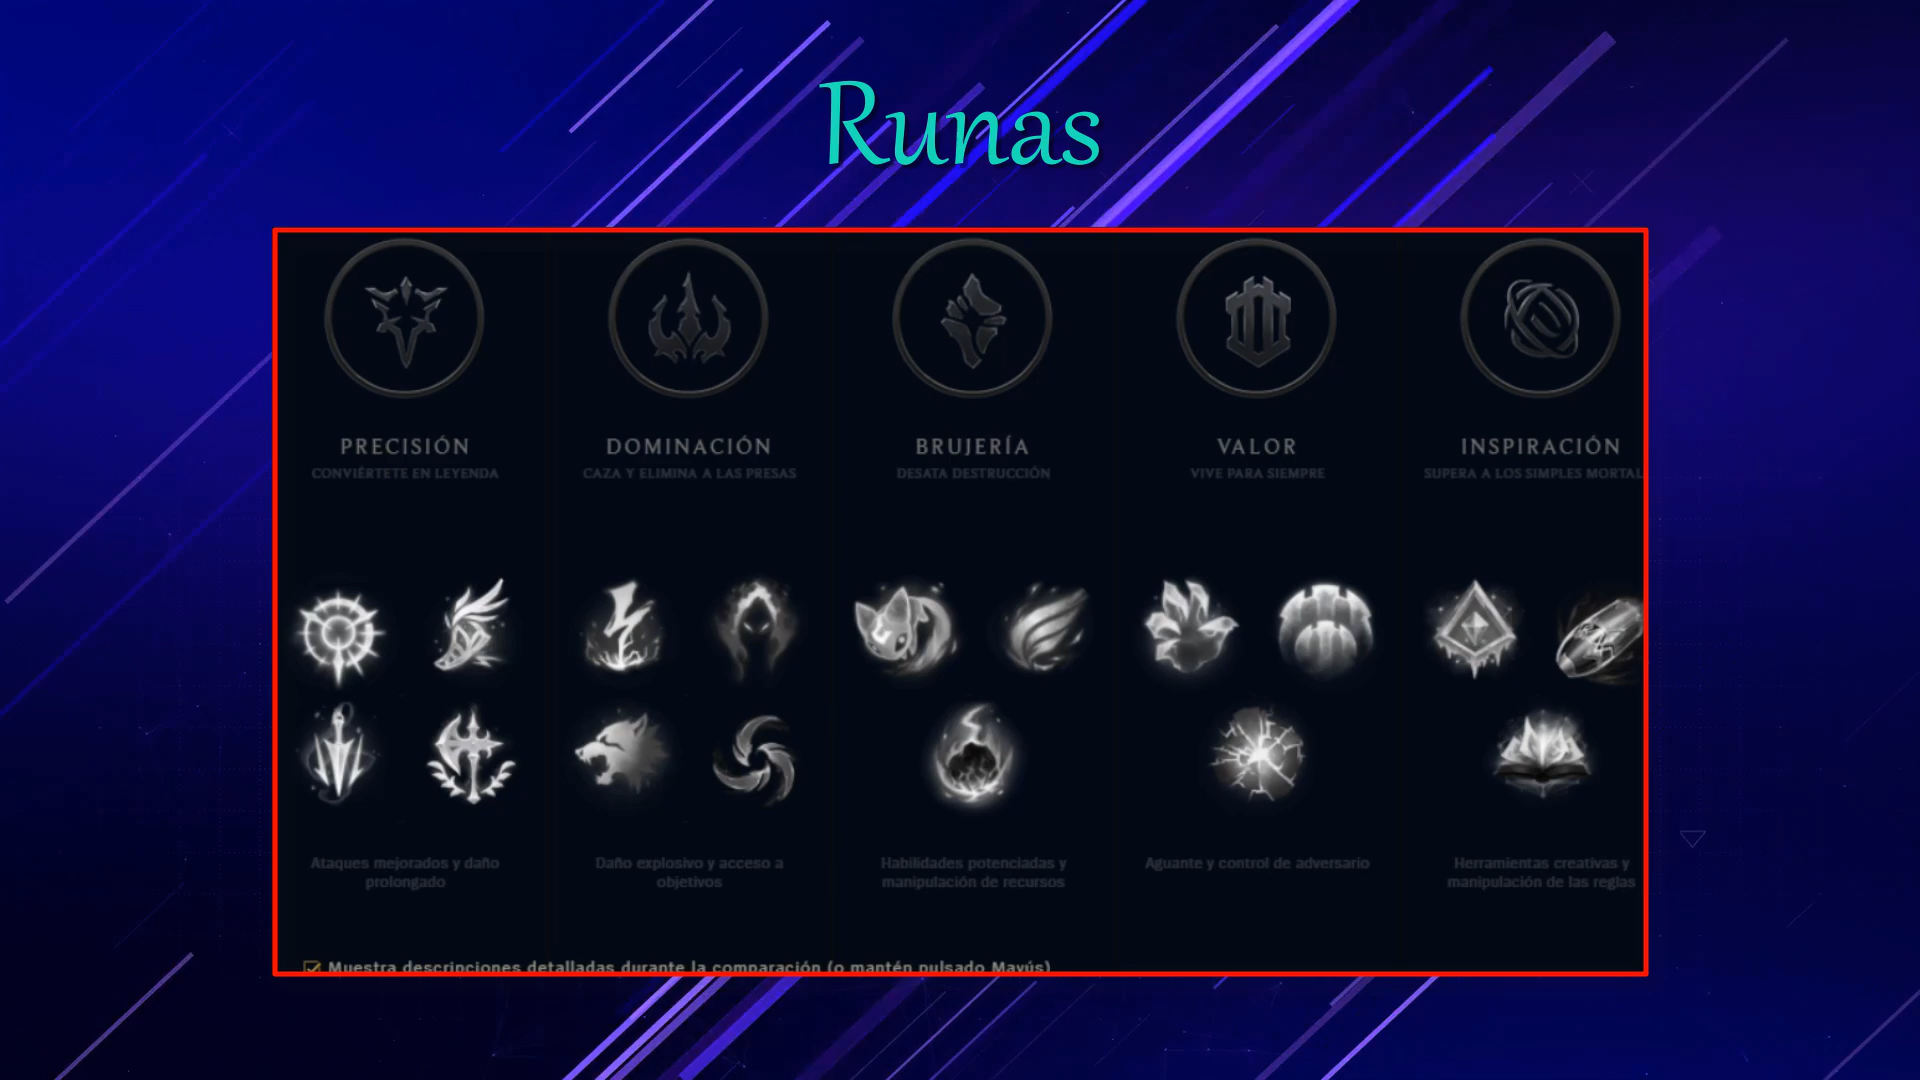 Runas
PRECISIÓN
CONVIÉRTETE EN LEYENDA
DOMINACIÓN
CAZA Y ELIMINA A LAS PRESAS
BRUJERÍA
DESATA DESTRUCCIÓN
VALOR
VIVE PARA SIEMPRE
INSPIRACIÓN
SUPERA A LOS SIMPLES MORTAL
Ataques mejorados y daño
prolongado
Daño explosivo y acceso a
objetivos
Habilidades potenciadas y
manipulación de recursos
Aguante y control de adversario
Herramientas creativas y
manipulación de las reglas
Muestra descripciones detalladas durante la comparación (o mantén pulsado Mayús)